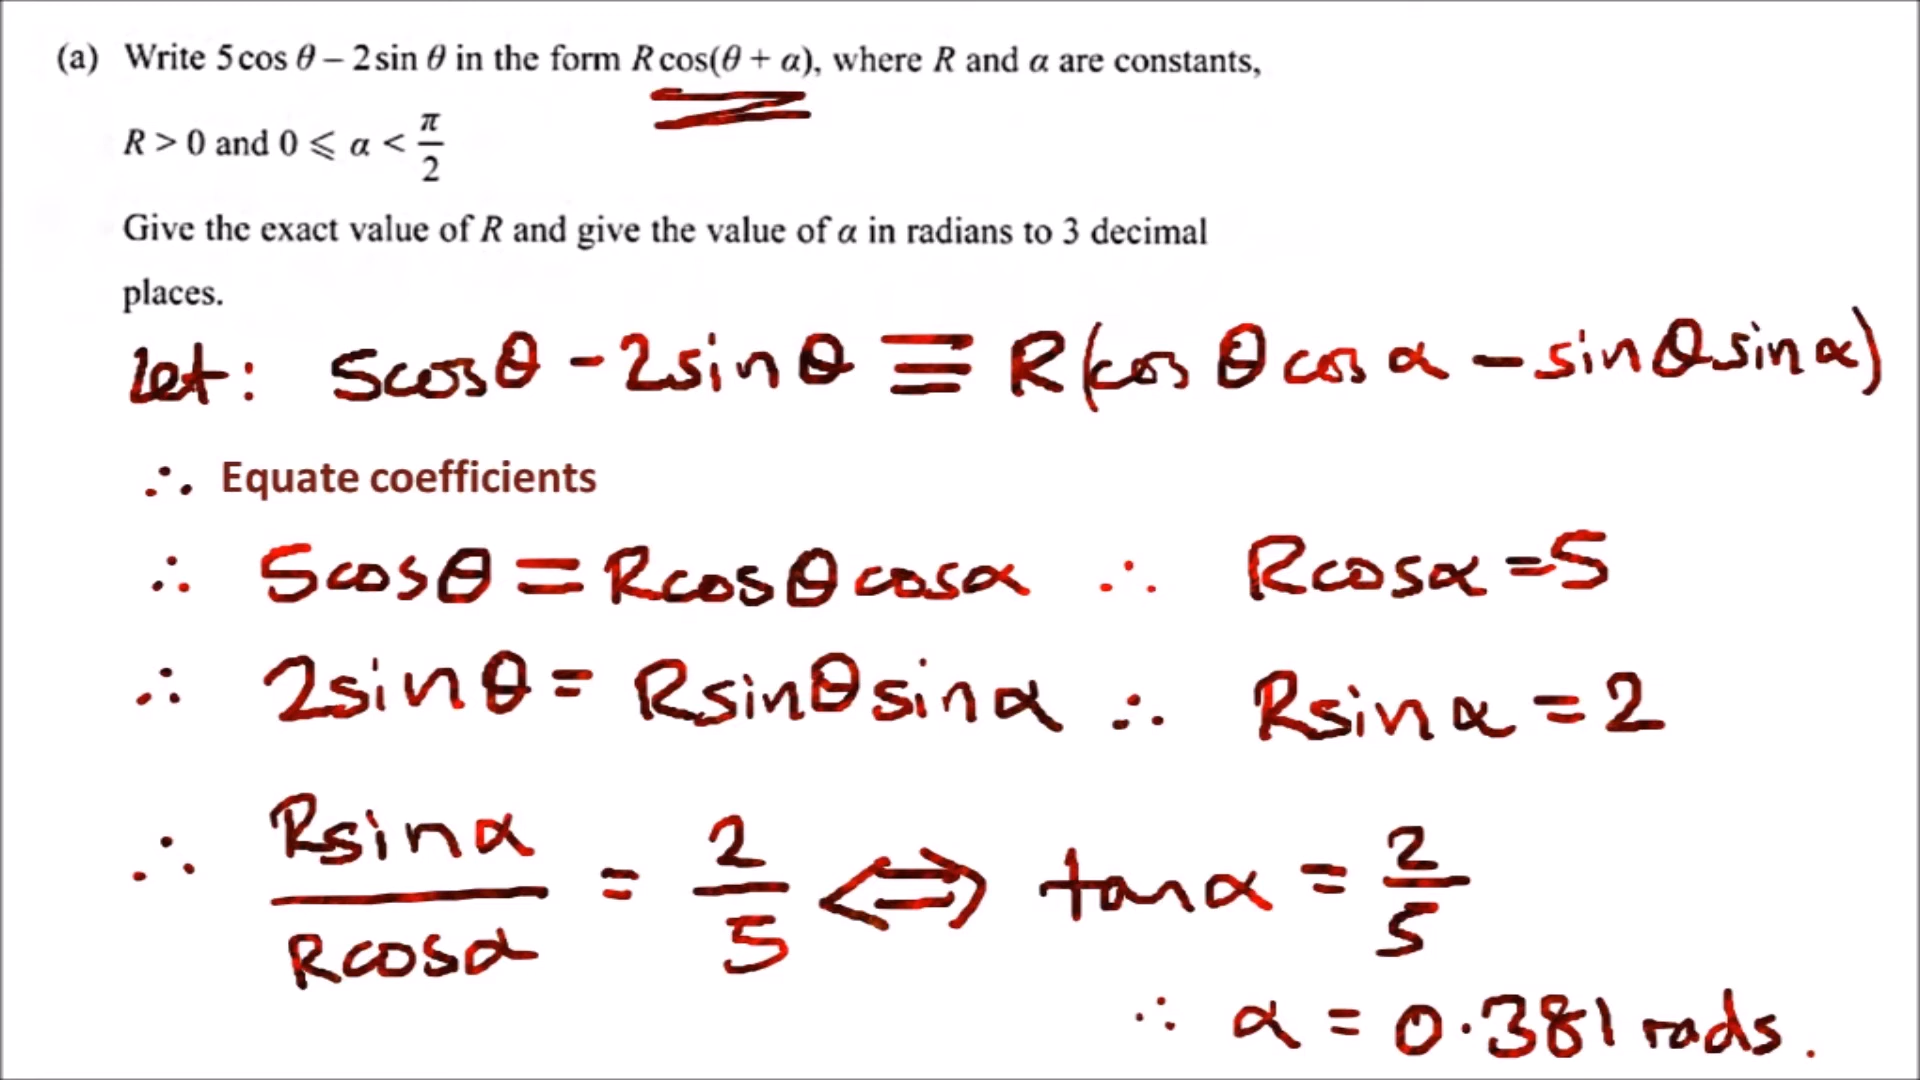 (a) Write 5 cos θ – 2 sin θ in the form R cos(θ + α), where R and α are constants,
R > 0 and 0 ⩽ α < π/2
Give the exact value of R and give the value of α in radians to 3 decimal
places.
Let: 5cosθ - 2sinθ ≡ R(cosθcosα - sinθsinα)
∴ Equate coefficients
∴ 5cosθ = Rcosθcosα ∴ Rcosα = 5
∴ 2sinθ = Rsinθsinα ∴ Rsinα = 2
∴ Rsinα/Rcosα = 2/5 ⟺ tanα = 2/5
∴ α = 0.381 rads.